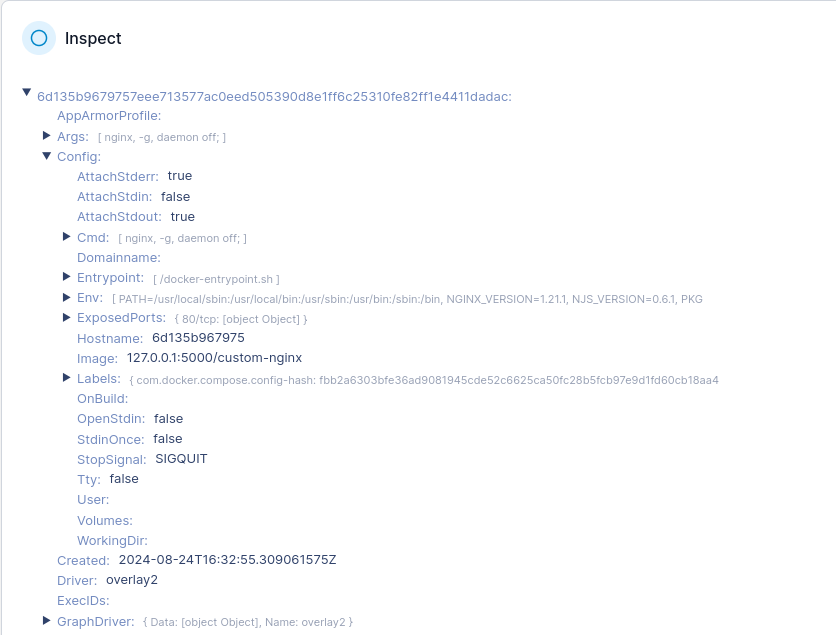 Inspect
6d135b9679757eee713577ac0eed505390d8e1ff6c25310fe82ff1e4411dadac:
AppArmorProfile:
Args: [ nginx, -g, daemon off; ]
Config:
AttachStderr: true
AttachStdin: false
AttachStdout: true
Cmd: [ nginx, -g, daemon off; ]
Domainname:
Entrypoint: [ /docker-entrypoint.sh ]
Env: [ PATH=/usr/local/sbin:/usr/local/bin:/usr/sbin:/usr/bin:/sbin:/bin, NGINX_VERSION=1.21.1, NJS_VERSION=0.6.1, PKG
ExposedPorts: { 80/tcp: [object Object] }
Hostname: 6d135b967975
Image: 127.0.0.1:5000/custom-nginx
Labels: { com.docker.compose.config-hash: fbb2a6303bfe36ad9081945cde52c6625ca50fc28b5fcb97e9d1fd60cb18aa4
OnBuild:
OpenStdin: false
StdinOnce: false
StopSignal: SIGQUIT
Tty: false
User:
Volumes:
WorkingDir:
Created: 2024-08-24T16:32:55.309061575Z
Driver: overlay2
ExecIDs:
GraphDriver: { Data: [object Object], Name: overlay2 }